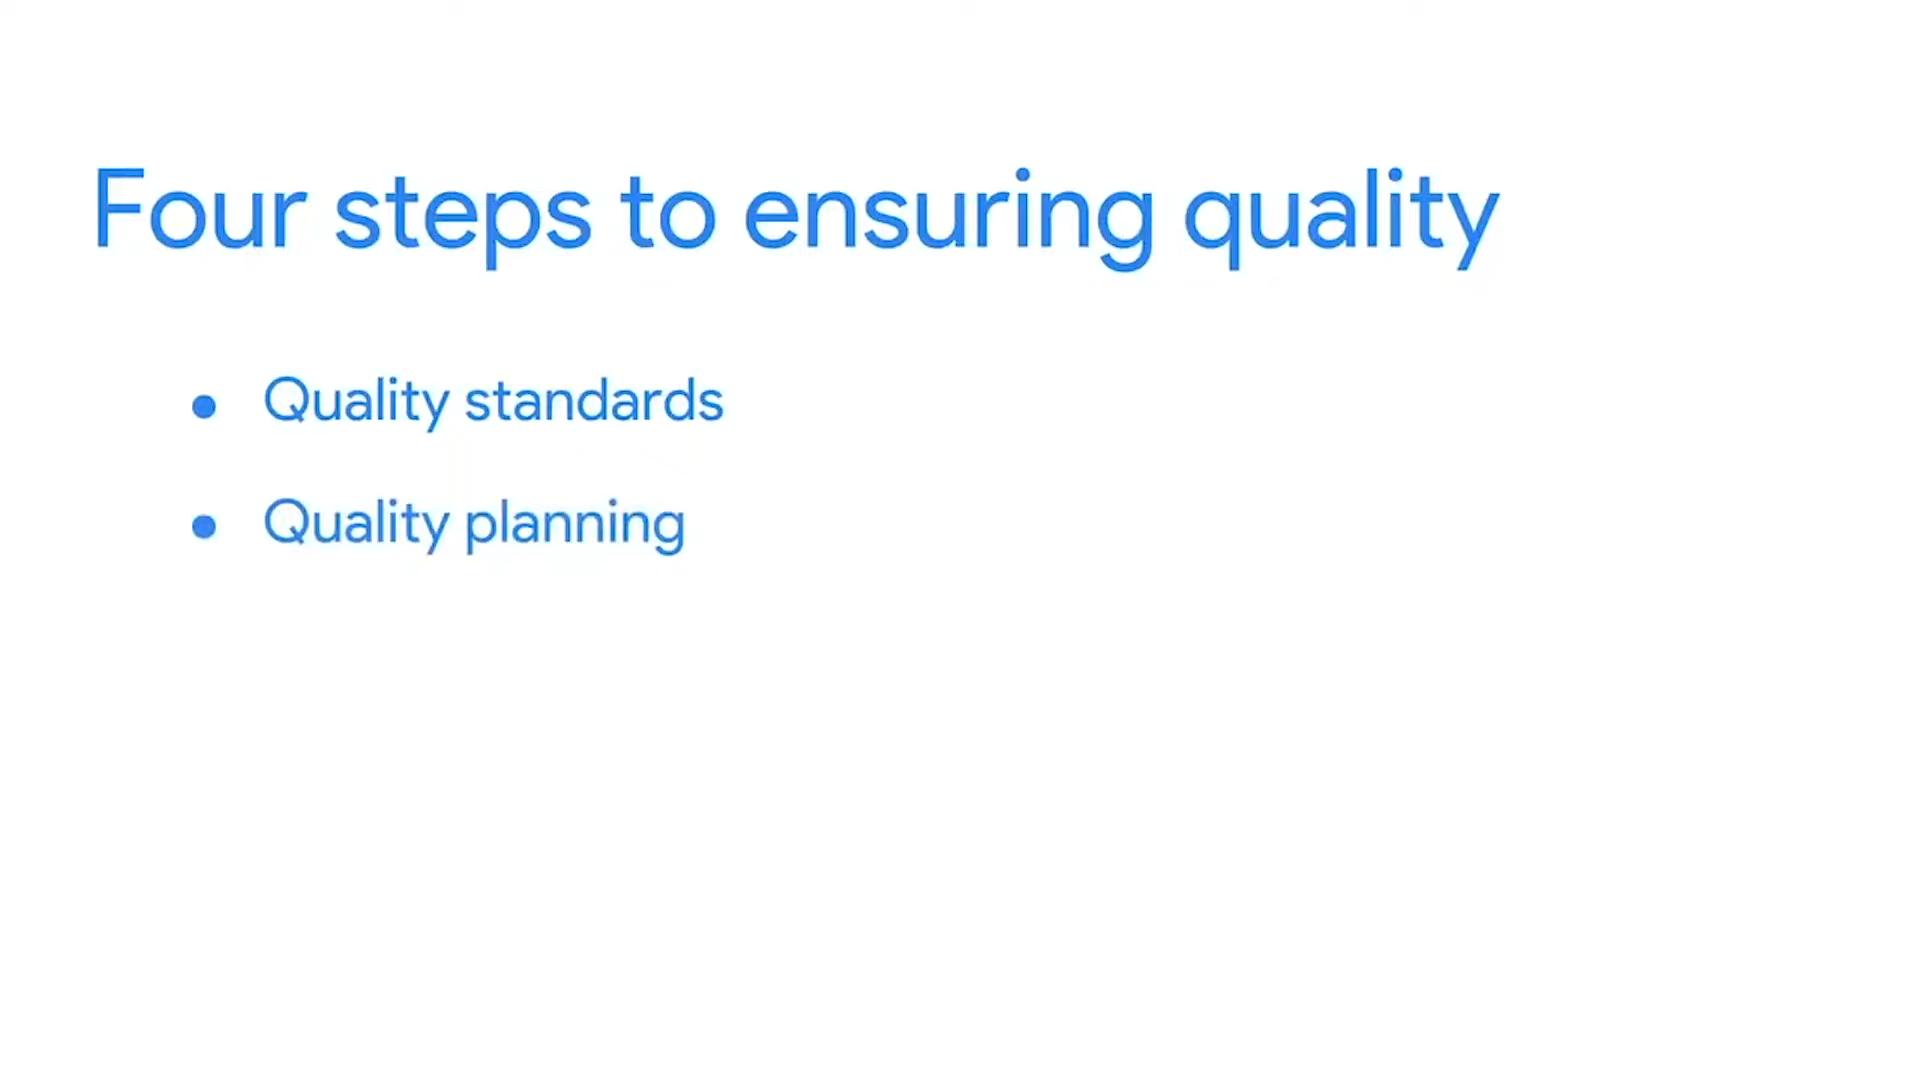 Four steps to ensuring quality
• Quality standards
• Quality planning